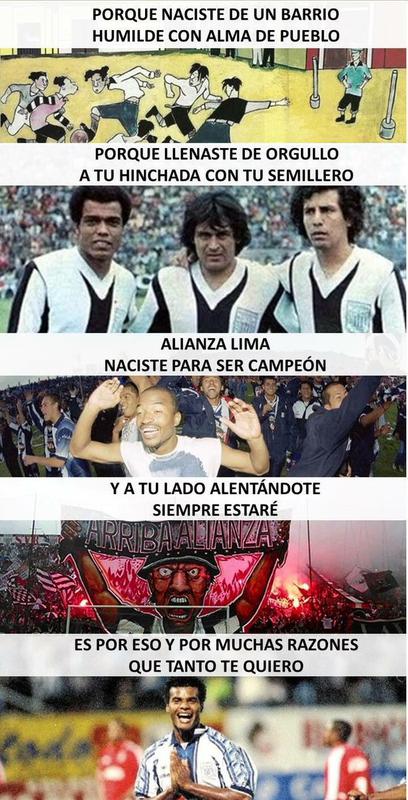 PORQUE NACISTE DE UN BARRIO
HUMILDE CON ALMA DE PUEBLO
PORQUE LLENASTE DE ORGULLO
A TU HINCHADA CON TU SEMILLERO
ALIANZA LIMA
NACISTE PARA SER CAMPEÓN
Y A TU LADO ALENTÁNDOTE
SIEMPRE ESTARÉ
ARRIBA ALIANZA
ES POR ESO Y POR MUCHAS RAZONES
QUE TANTO TE QUIERO